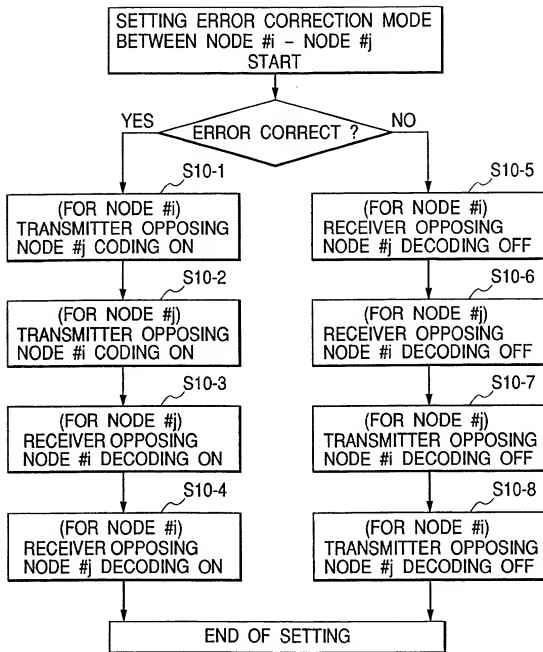 SETTING ERROR CORRECTION MODE
BETWEEN NODE #i – NODE #j
START
ERROR CORRECT ?
YES
NO
S10-1
(FOR NODE #i)
TRANSMITTER OPPOSING
NODE #j CODING ON
S10-2
(FOR NODE #j)
TRANSMITTER OPPOSING
NODE #i CODING ON
S10-3
(FOR NODE #j)
RECEIVER OPPOSING
NODE #i DECODING ON
S10-4
(FOR NODE #i)
RECEIVER OPPOSING
NODE #j DECODING ON
S10-5
(FOR NODE #i)
RECEIVER OPPOSING
NODE #j DECODING OFF
S10-6
(FOR NODE #j)
RECEIVER OPPOSING
NODE #i DECODING OFF
S10-7
(FOR NODE #j)
TRANSMITTER OPPOSING
NODE #i DECODING OFF
S10-8
(FOR NODE #i)
TRANSMITTER OPPOSING
NODE #j DECODING OFF
END OF SETTING